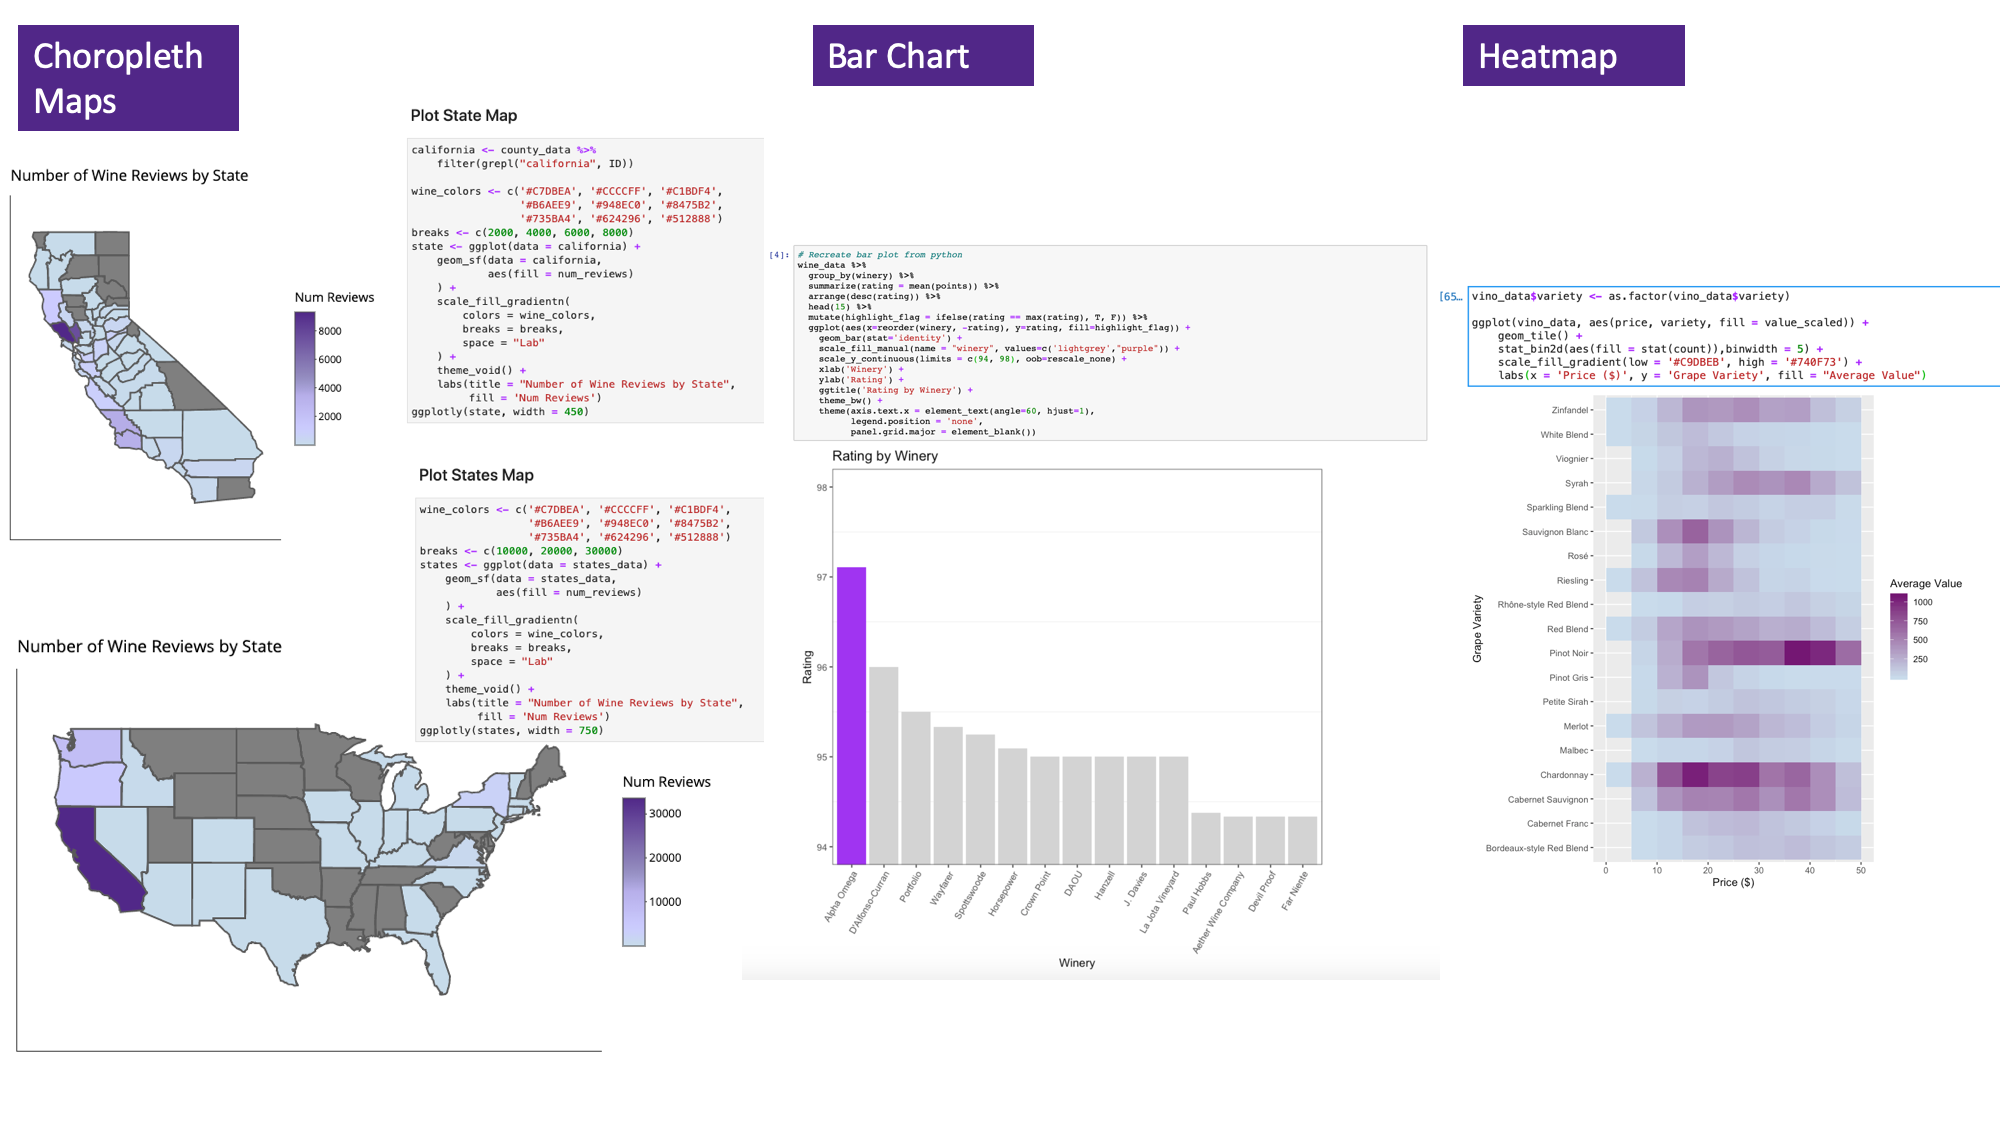 Choropleth
Maps
Number of Wine Reviews by State
Num Reviews
8000
6000
4000
2000
Plot State Map
california <- county_data %>%
    filter(grepl("california", ID))
wine_colors <- c('#C7DBEA', '#CCCCFF', '#C1BDF4',
                 '#B6AEE9', '#948EC0', '#8475B2',
                 '#735BA4', '#624296', '#512888')
breaks <- c(2000, 4000, 6000, 8000)
state <- ggplot(data = california) +
    geom_sf(data = california,
            aes(fill = num_reviews)
    ) +
    scale_fill_gradientn(
        colors = wine_colors,
        breaks = breaks,
        space = "Lab"
    ) +
    theme_void() +
    labs(title = "Number of Wine Reviews by State",
         fill = 'Num Reviews')
ggplotly(state, width = 450)
Plot States Map
wine_colors <- c('#C7DBEA', '#CCCCFF', '#C1BDF4',
                 '#B6AEE9', '#948EC0', '#8475B2',
                 '#735BA4', '#624296', '#512888')
breaks <- c(10000, 20000, 30000)
states <- ggplot(data = states_data) +
    geom_sf(data = states_data,
            aes(fill = num_reviews)
    ) +
    scale_fill_gradientn(
        colors = wine_colors,
        breaks = breaks,
        space = "Lab"
    ) +
    theme_void() +
    labs(title = "Number of Wine Reviews by State",
         fill = 'Num Reviews')
ggplotly(states, width = 750)
Number of Wine Reviews by State
Num Reviews
30000
20000
10000
Bar Chart
[4]:
# Recreate bar plot from python
wine_data %>%
  group_by(winery) %>%
  summarize(rating = mean(points)) %>%
  arrange(desc(rating)) %>%
  head(15) %>%
  mutate(highlight_flag = ifelse(rating == max(rating), T, F)) %>%
  ggplot(aes(x=reorder(winery, -rating), y=rating, fill=highlight_flag)) +
    geom_bar(stat='identity') +
    scale_fill_manual(name = "winery", values=c('lightgrey',"purple")) +
    scale_y_continuous(limits = c(94, 98), oob=rescale_none) +
    xlab('Winery') +
    ylab('Rating') +
    ggtitle('Rating by Winery') +
    theme_bw() +
    theme(axis.text.x = element_text(angle=60, hjust=1),
          legend.position = 'none',
          panel.grid.major = element_blank())
Rating by Winery
98
97
96
95
94
Rating
Alpha Omega
D'Alfonso-Curran
Portfolio
Wayfarer
Spottswoode
Horsepower
Crown Point
DAOU
Hanzell
J. Davies
La Jota Vineyard
Paul Hobbs
Aether Wine Company
Devil Proof
Far Niente
Winery
Heatmap
[65…
vino_data$variety <- as.factor(vino_data$variety)
ggplot(vino_data, aes(price, variety, fill = value_scaled)) +
    geom_tile() +
    stat_bin2d(aes(fill = stat(count)),binwidth = 5) +
    scale_fill_gradient(low = '#C9DBEB', high = '#740F73') +
    labs(x = 'Price ($)', y = 'Grape Variety', fill = "Average Value")
Zinfandel
White Blend
Viognier
Syrah
Sparkling Blend
Sauvignon Blanc
Rosé
Riesling
Rhône-style Red Blend
Red Blend
Pinot Noir
Pinot Gris
Petite Sirah
Merlot
Malbec
Chardonnay
Cabernet Sauvignon
Cabernet Franc
Bordeaux-style Red Blend
Grape Variety
0
10
20
30
40
50
Price ($)
Average Value
1000
750
500
250